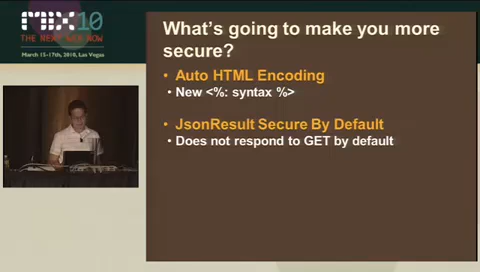 MIX10
THE NEXT WEB NOW
March 15-17th, 2010, Las Vegas
What's going to make you more
secure?
• Auto HTML Encoding
• New <%: syntax %>
• JsonResult Secure By Default
• Does not respond to GET by default